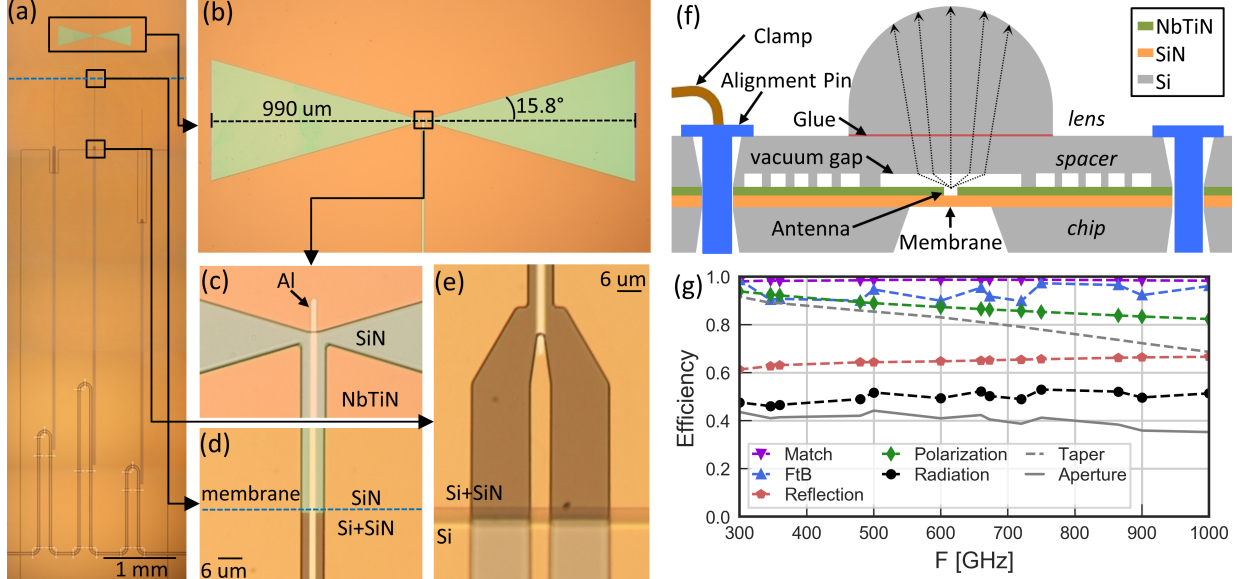 (a)
1 mm
(b)
990 um
15.8°
(c)
Al
SiN
NbTiN
(d)
membrane
SiN
Si+SiN
6 um
(e)
6 um
Si+SiN
Si
(f)
Clamp
Alignment Pin
Glue
vacuum gap
Antenna
Membrane
lens
spacer
chip
NbTiN
SiN
Si
(g)
Efficiency
1.0
0.8
0.6
0.4
0.2
0.0
300 400 500 600 700 800 900 1000
F [GHz]
Match
FtB
Reflection
Polarization
Radiation
Taper
Aperture